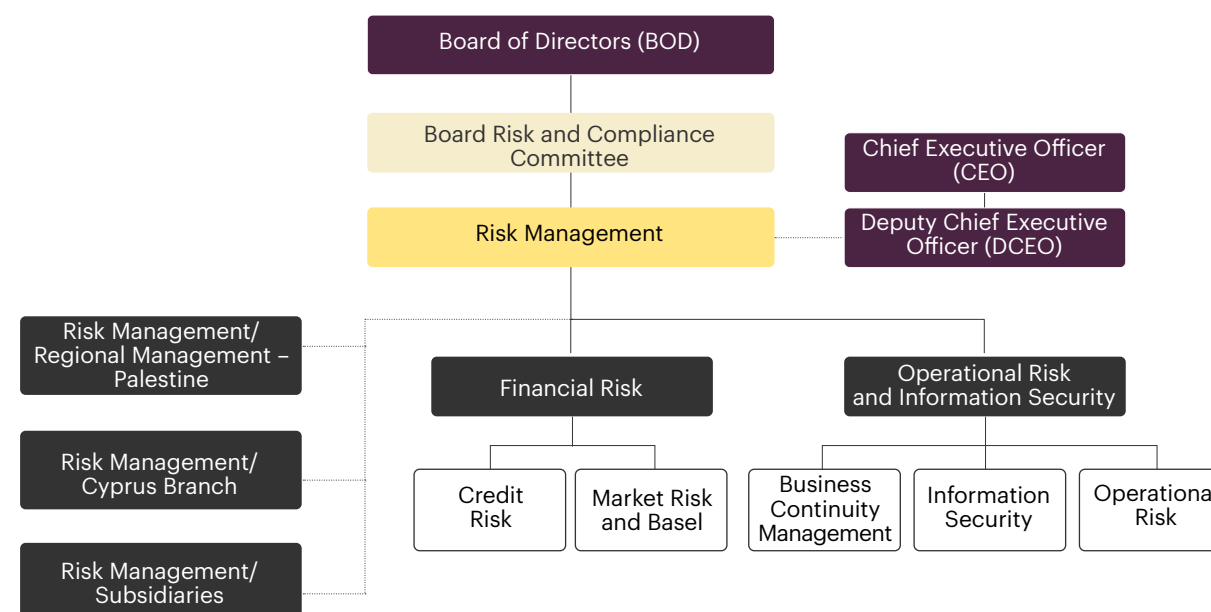 Board of Directors (BOD)
Board Risk and Compliance
Committee
Chief Executive Officer
(CEO)
Risk Management
Deputy Chief Executive
Officer (DCEO)
Risk Management/
Regional Management –
Palestine
Financial Risk
Operational Risk
and Information Security
Risk Management/
Cyprus Branch
Credit
Risk
Market Risk
and Basel
Business
Continuity
Management
Information
Security
Operationa
Risk
Risk Management/
Subsidiaries